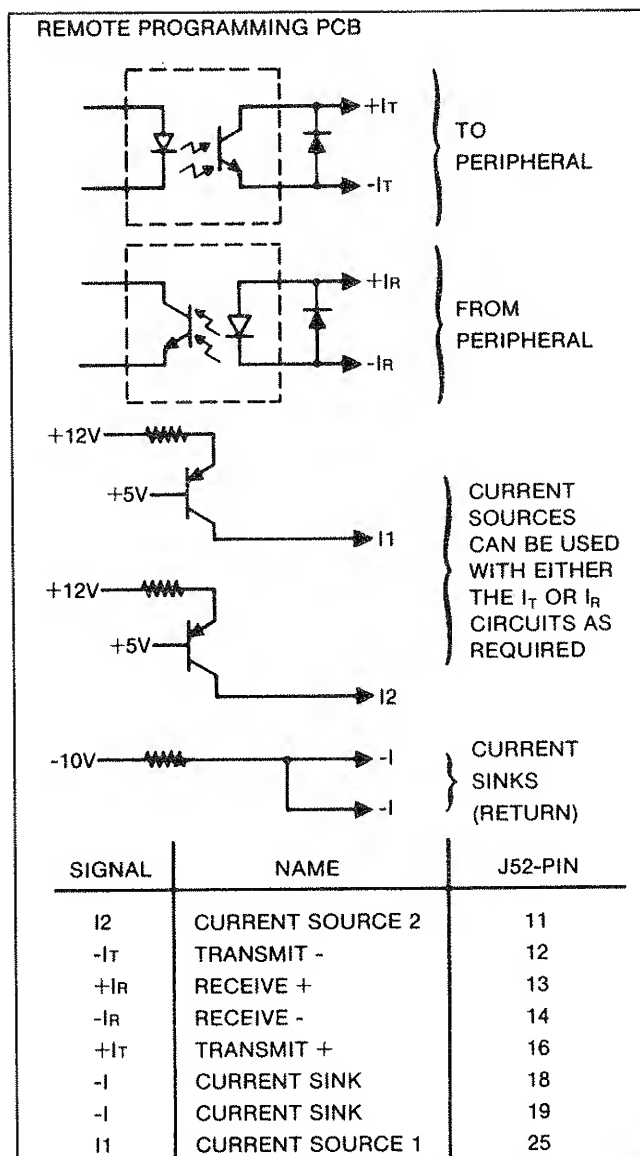 REMOTE PROGRAMMING PCB
+IT
-IT
TO
PERIPHERAL
+IR
-IR
FROM
PERIPHERAL
+12V
+5V
I1
+12V
+5V
I2
CURRENT
SOURCES
CAN BE USED
WITH EITHER
THE IT OR IR
CIRCUITS AS
REQUIRED
-10V
-I
-I
CURRENT
SINKS
(RETURN)
SIGNAL NAME J52-PIN
I2 CURRENT SOURCE 2 11
-IT TRANSMIT - 12
+IR RECEIVE + 13
-IR RECEIVE - 14
+IT TRANSMIT + 16
-I CURRENT SINK 18
-I CURRENT SINK 19
I1 CURRENT SOURCE 1 25